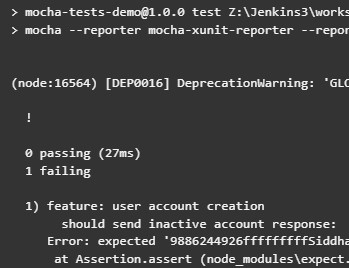 > mocha-tests-demo@1.0.0 test Z:\Jenkins3\works
> mocha --reporter mocha-xunit-reporter --repor
(node:16564) [DEP0016] DeprecationWarning: 'GLO
!
0 passing (27ms)
1 failing
1) feature: user account creation
should send inactive account response:
Error: expected '9886244926fffffffffSiddha
at Assertion.assert (node_modules\expect.